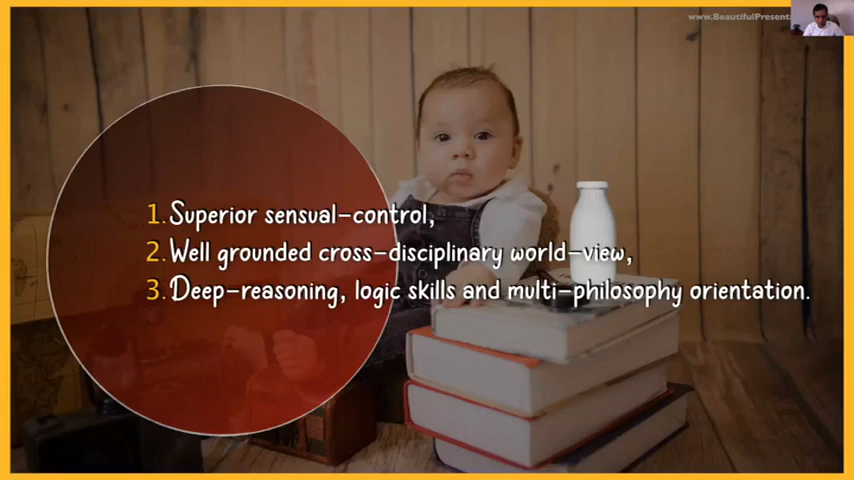 www.BeautifulPresent
1. Superior sensual-control,
2. Well grounded cross-disciplinary world-view,
3. Deep-reasoning, logic skills and multi-philosophy orientation.